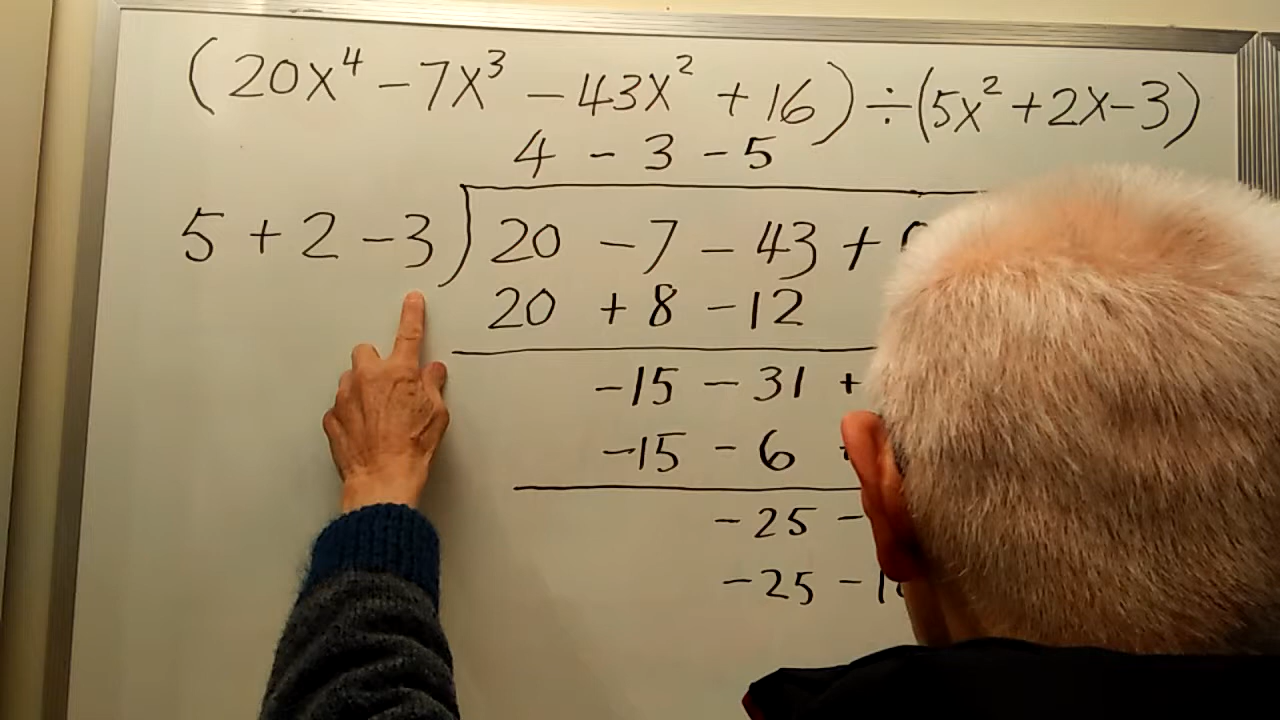 (20x⁴ - 7x³ - 43x² + 16) ÷ (5x² + 2x - 3)
4 - 3 - 5
5 + 2 - 3 ) 20 - 7 - 43 +
20 + 8 - 12
-15 - 31 +
-15 - 6
-25 -
-25 -